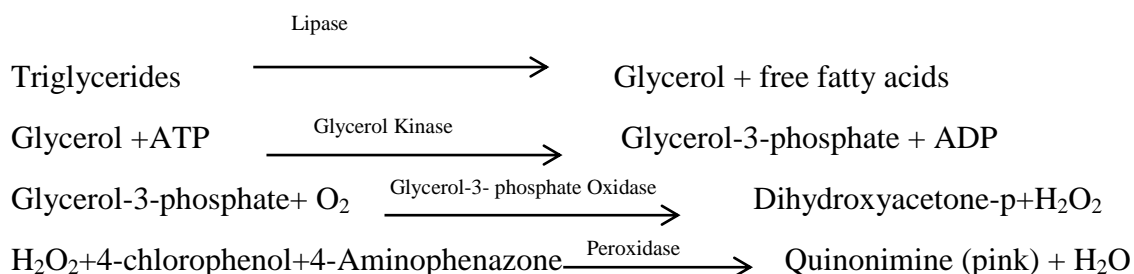 Lipase
Triglycerides Glycerol + free fatty acids
Glycerol +ATP Glycerol Kinase Glycerol-3-phosphate + ADP
Glycerol-3-phosphate+ O₂ Glycerol-3- phosphate Oxidase Dihydroxyacetone-p+H₂O₂
H₂O₂+4-chlorophenol+4-Aminophenazone Peroxidase Quinonimine (pink) + H₂O